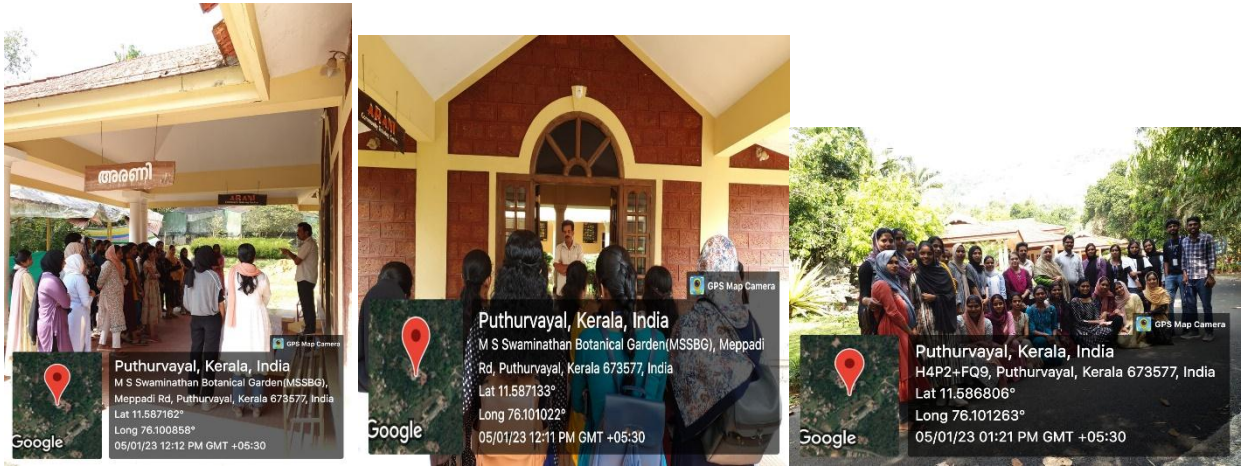 അരണി
ARANI
GPS Map Camera
Puthurvayal, Kerala, India
M S Swaminathan Botanical Garden(MSSBG),
Meppadi Rd, Puthurvayal, Kerala 673577, India
Lat 11.587162°
Long 76.100858°
05/01/23 12:12 PM GMT +05:30
Google
ARANI
GPS Map Camera
Puthurvayal, Kerala, India
M S Swaminathan Botanical Garden(MSSBG), Meppadi
Rd, Puthurvayal, Kerala 673577, India
Lat 11.587133°
Long 76.101022°
05/01/23 12:11 PM GMT +05:30
Google
GPS Map Camera
Puthurvayal, Kerala, India
H4P2+FQ9, Puthurvayal, Kerala 673577, India
Lat 11.586806°
Long 76.101263°
05/01/23 01:21 PM GMT +05:30
Google